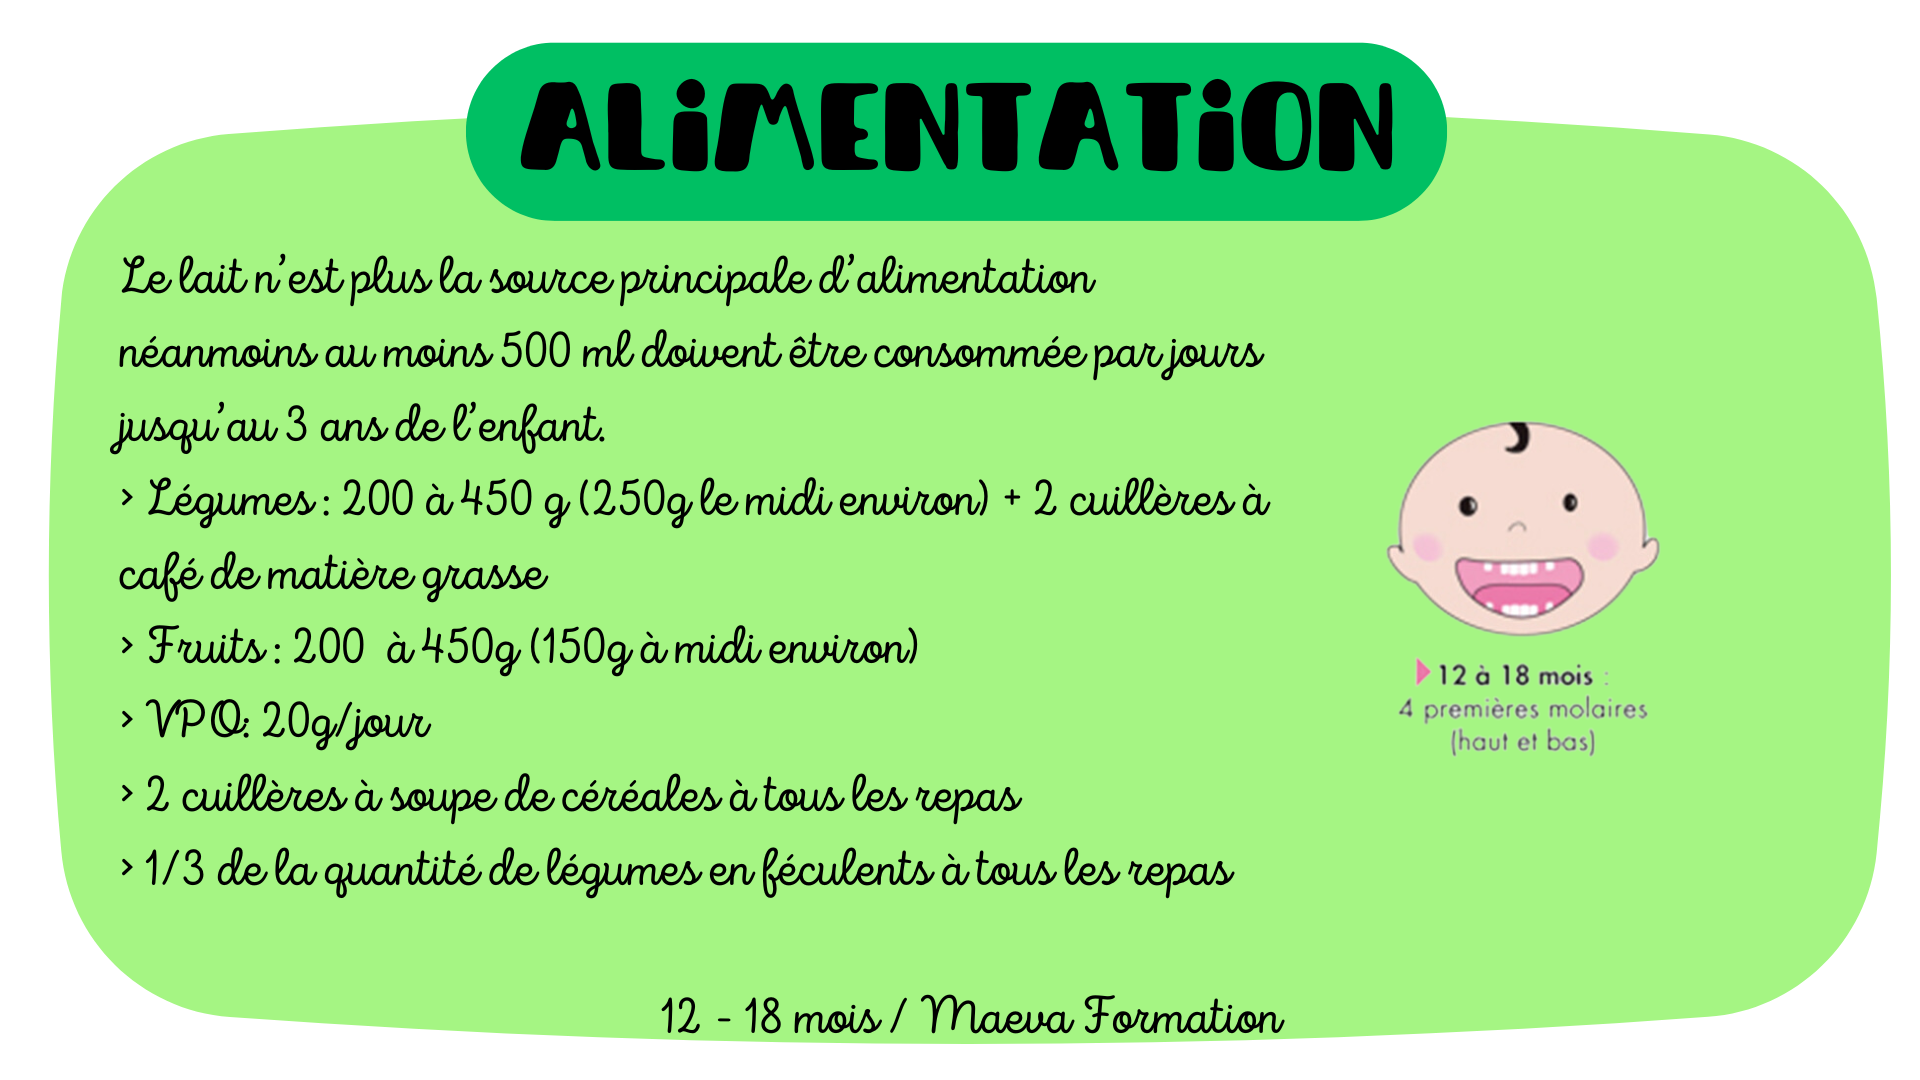 ALiMENTATiON
Le lait n'est plus la source principale d'alimentation
néanmoins au moins 500 ml doivent être consommée par jours
jusqu'au 3 ans de l'enfant.
> Légumes : 200 à 450 g (250g le midi environ) + 2 cuillères à
café de matière grasse
> Fruits : 200 à 450g (150g à midi environ)
> VPO: 20g/jour
> 2 cuillères à soupe de céréales à tous les repas
> 1/3 de la quantité de légumes en féculents à tous les repas
12 à 18 mois :
4 premières molaires
(haut et bas)
12 - 18 mois / Maeva Formation